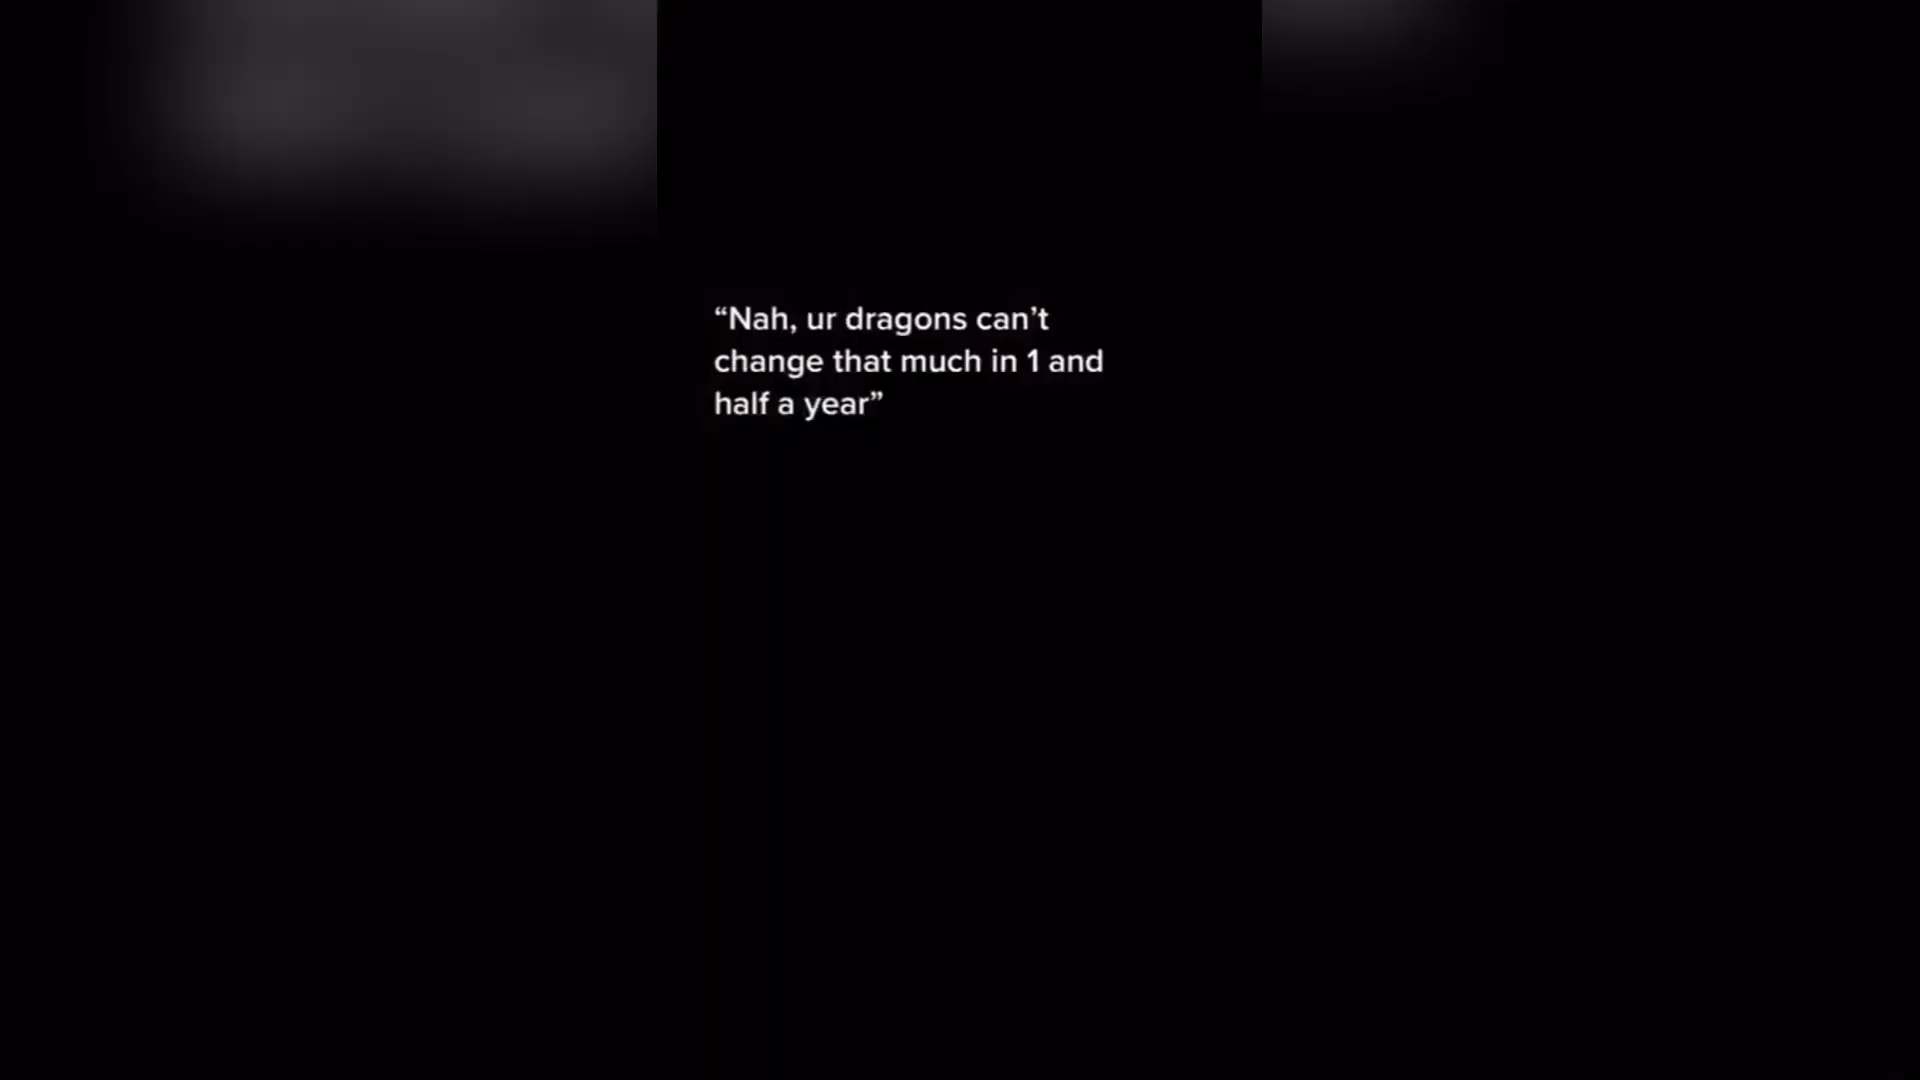 “Nah, ur dragons can’t
change that much in 1 and
half a year”